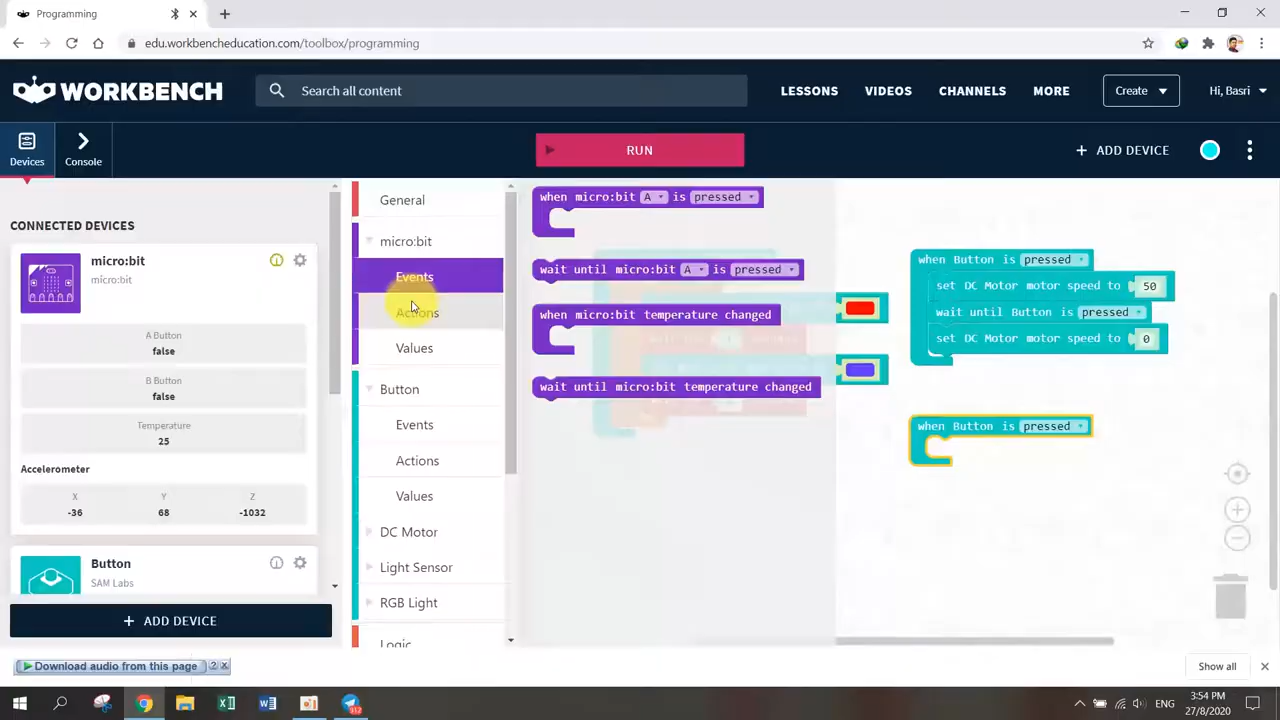 Programming
edu.workbencheducation.com/toolbox/programming
WORKBENCH
Search all content
LESSONS
VIDEOS
CHANNELS
MORE
Create
Hi, Basri
Devices
Console
RUN
+ ADD DEVICE
CONNECTED DEVICES
micro:bit
micro:bit
A Button
false
B Button
false
Temperature
25
Accelerometer
X
Y
Z
-36
68
-1032
Button
SAM Labs
+ ADD DEVICE
General
micro:bit
Events
Actions
Values
Button
Events
Actions
Values
DC Motor
Light Sensor
RGB Light
Logic
when micro:bit A is pressed
wait until micro:bit A is pressed
when micro:bit temperature changed
wait until micro:bit temperature changed
when Button is pressed
set DC Motor motor speed to 50
wait until Button is pressed
set DC Motor motor speed to 0
when Button is pressed
Download audio from this page ? x
Show all
ENG
3:54 PM
27/8/2020